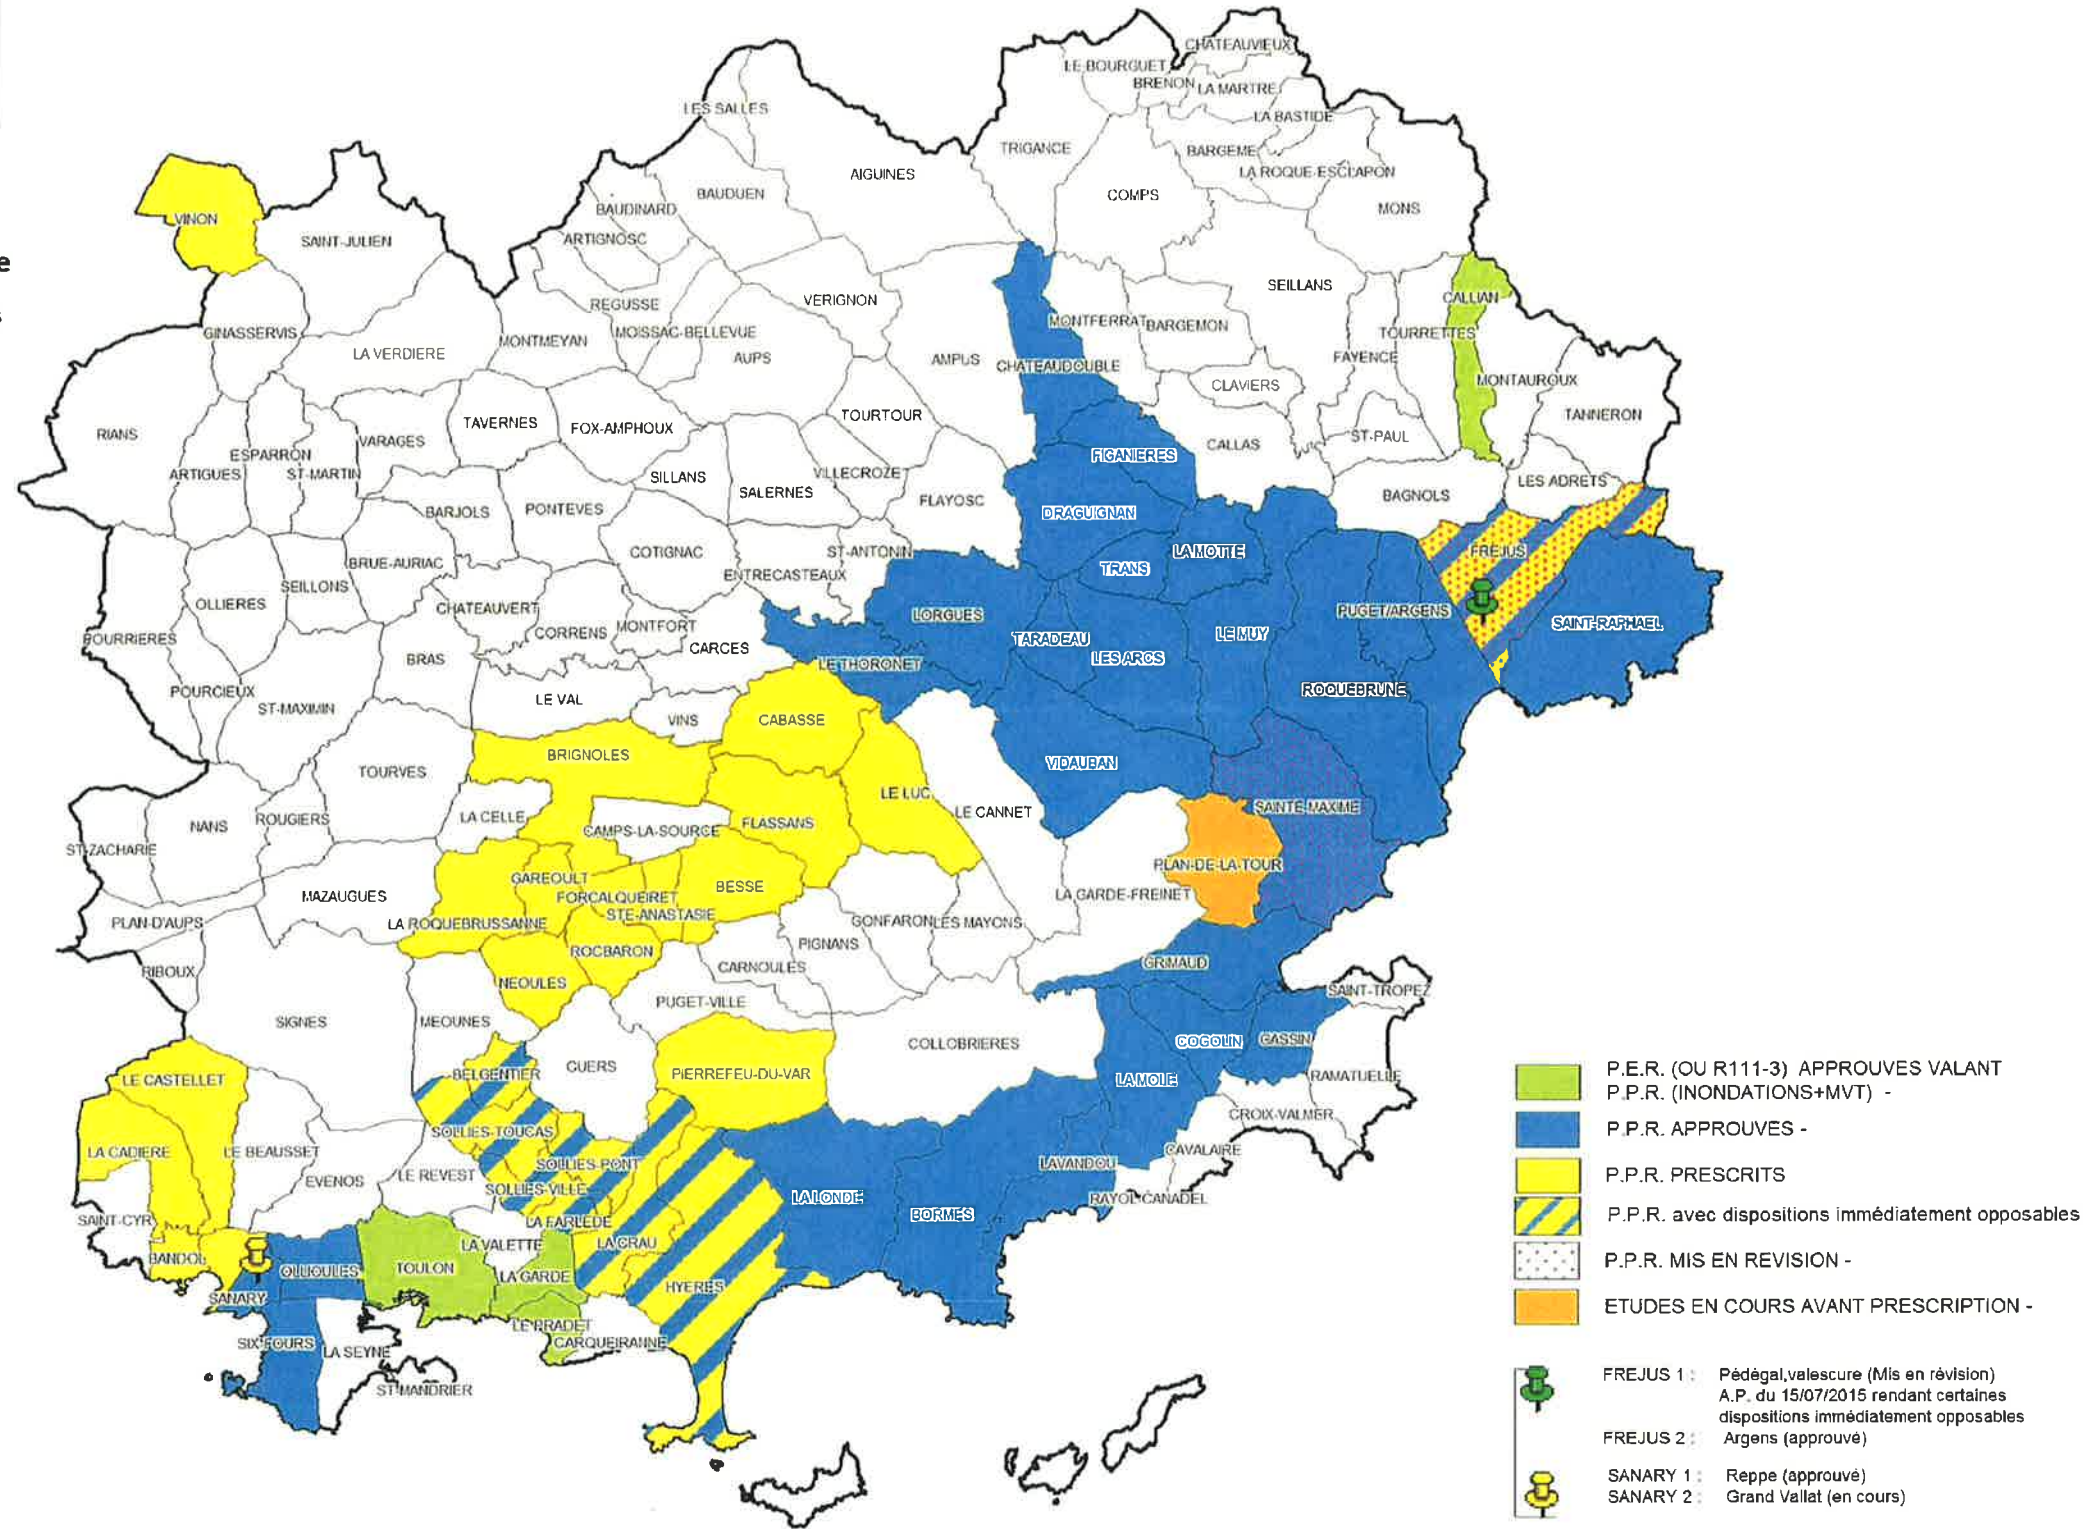 CHATEAUVIEUX
LE BOURGUET
BRENON
LA MARTRE
LES SALLES
LA BASTIDE
TRIGANCE
BARGEME
LA ROQUE-ESCLAPON
AIGUINES
BAUDUEN
COMPS
MONS
BAUDINARD
VINON
SAINT-JULIEN
ARTIGNOSC
e
SEILLANS
CALLIAN
VERIGNON
REGUSSE
s
MONTFERRAT
BARGEMON
GINASSERVIS
MOISSAC-BELLEVUE
TOURRETTES
MONTMEYAN
LA VERDIERE
AUPS
AMPUS
CHATEAUDOUBLE
FAYENCE
MONTAUROUX
CLAVIERS
TOURTOUR
TANNERON
TAVERNES
FOX-AMPHOUX
RIANS
VARAGES
ST-PAUL
CALLAS
ESPARRON
FIGANIERES
ARTIGUES
ST-MARTIN
SILLANS
VILLECROZE
LES ADRETS
SALERNES
FLAYOSC
BAGNOLS
BARJOLS
PONTEVES
DRAGUIGNAN
COTIGNAC
ST-ANTONIN
LA MOTTE
FREJUS
BRUE-AURIAC
TRANS
ENTRECASTEAUX
SEILLONS
OLLIERES
CHATEAUVERT
LORGUES
PUGET/ARGENS
SAINT-RAPHAEL
CORRENS
MONTFORT
LE MUY
POURRIERES
TARADEAU
CARCES
BRAS
LES ARCS
LE THORONET
POURCIEUX
ROQUEBRUNE
LE VAL
ST-MAXIMIN
VINS
CABASSE
BRIGNOLES
VIDAUBAN
TOURVES
LE LUC
SAINTE-MAXIME
LE CANNET
LA CELLE
ROUGIERS
NANS
CAMPS-LA-SOURCE
FLASSANS
ST-ZACHARIE
PLAN-DE-LA-TOUR
GAREOULT
BESSE
MAZAUGUES
FORCALQUEIRET
LA GARDE-FREINET
STE-ANASTASIE
PLAN-D'AUPS
LA ROQUEBRUSSANNE
GONFARON
LES MAYONS
PIGNANS
ROCBARON
GRIMAUD
CARNOULES
RIBOUX
NEOULES
SAINT-TROPEZ
PUGET-VILLE
SIGNES
MEOUNES
COGOLIN
GASSIN
COLLOBRIERES
CUERS
BELGENTIER
PIERREFEU-DU-VAR
RAMATUELLE
LE CASTELLET
LA MOLE
CROIX-VALMER
SOLLIES-TOUCAS
LA CADIERE
LE BEAUSSET
CAVALAIRE
SOLLIES-PONT
LAVANDOU
LE REVEST
EVENOS
SOLLIES-VILLE
LA LONDE
RAYOL-CANADEL
BORMES
SAINT-CYR
LA FARLEDE
LA CRAU
LA VALETTE
BANDOL
OLLIOULES
TOULON
LA GARDE
HYERES
SANARY
LE PRADET
SIX-FOURS
LA SEYNE
CARQUEIRANNE
ST-MANDRIER
P.E.R. (OU R111-3) APPROUVES VALANT
P.P.R. (INONDATIONS+MVT) -
P.P.R. APPROUVES -
P.P.R. PRESCRITS
P.P.R. avec dispositions immédiatement opposables
P.P.R. MIS EN REVISION -
ETUDES EN COURS AVANT PRESCRIPTION -
FREJUS 1 : Pédégal,valescure (Mis en révision)
A.P. du 15/07/2015 rendant certaines
dispositions immédiatement opposables
FREJUS 2 : Argens (approuvé)
SANARY 1 : Reppe (approuvé)
SANARY 2 : Grand Vallat (en cours)